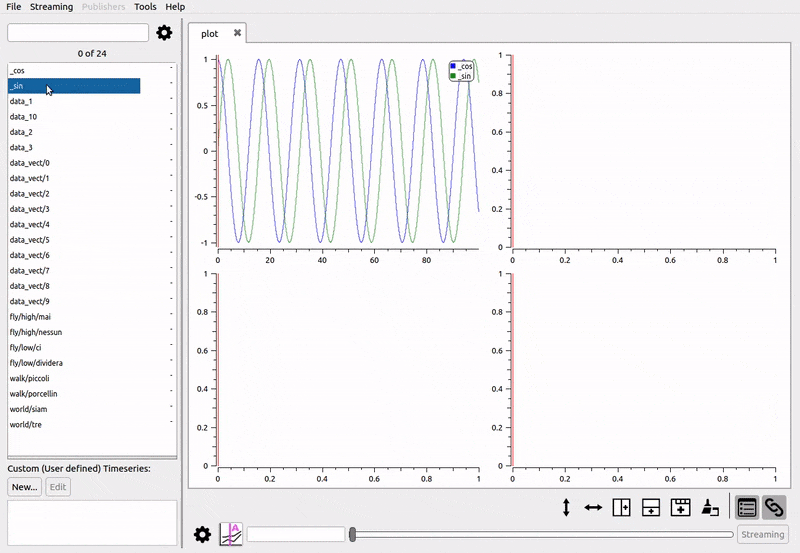 File Streaming Publishers Tools Help
plot
0 of 24
_cos -
_sin -
data_1 -
data_10 -
data_2 -
data_3 -
data_vect/0 -
data_vect/1 -
data_vect/2 -
data_vect/3 -
data_vect/4 -
data_vect/5 -
data_vect/6 -
data_vect/7 -
data_vect/8 -
data_vect/9 -
fly/high/mai -
fly/high/nessun -
fly/low/ci -
fly/low/dividera -
walk/piccoli -
walk/porcellin -
world/siam -
world/tre -
Custom (User defined) Timeseries:
New... Edit
_cos
_sin
1
0.5
0
-0.5
-1
0 20 40 60 80
1
0.8
0.6
0.4
0.2
0
0 0.2 0.4 0.6 0.8 1
1
0.8
0.6
0.4
0.2
0
0 0.2 0.4 0.6 0.8 1
1
0.8
0.6
0.4
0.2
0
0 0.2 0.4 0.6 0.8 1
A
Streaming